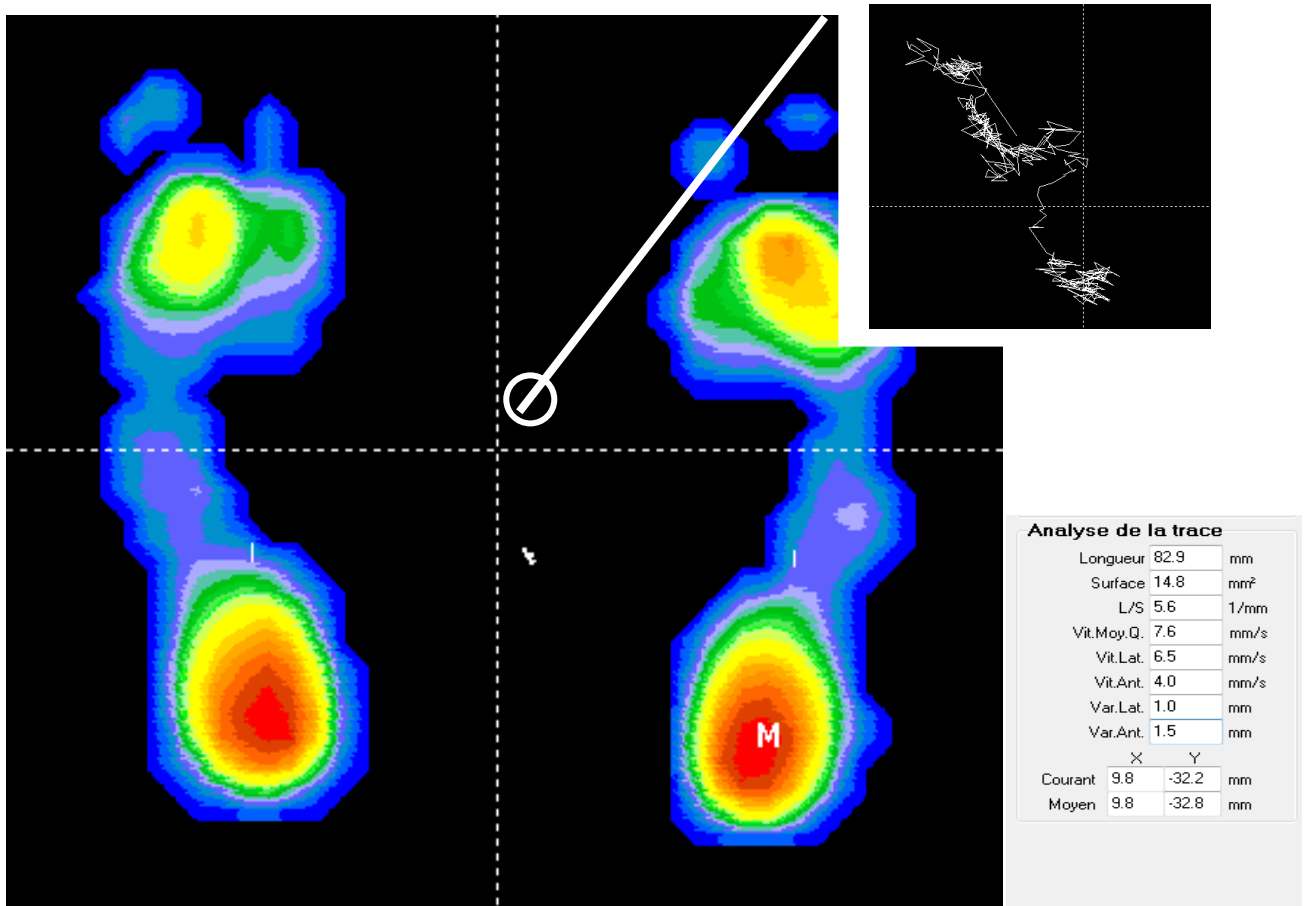 M
Analyse de la trace
Longueur 82.9 mm
Surface 14.8 mm²
L/S 5.6 1/mm
Vit.Moy.Q. 7.6 mm/s
Vit.Lat. 6.5 mm/s
Vit.Ant. 4.0 mm/s
Var.Lat. 1.0 mm
Var.Ant. 1.5 mm
X Y
Courant 9.8 -32.2 mm
Moyen 9.8 -32.8 mm